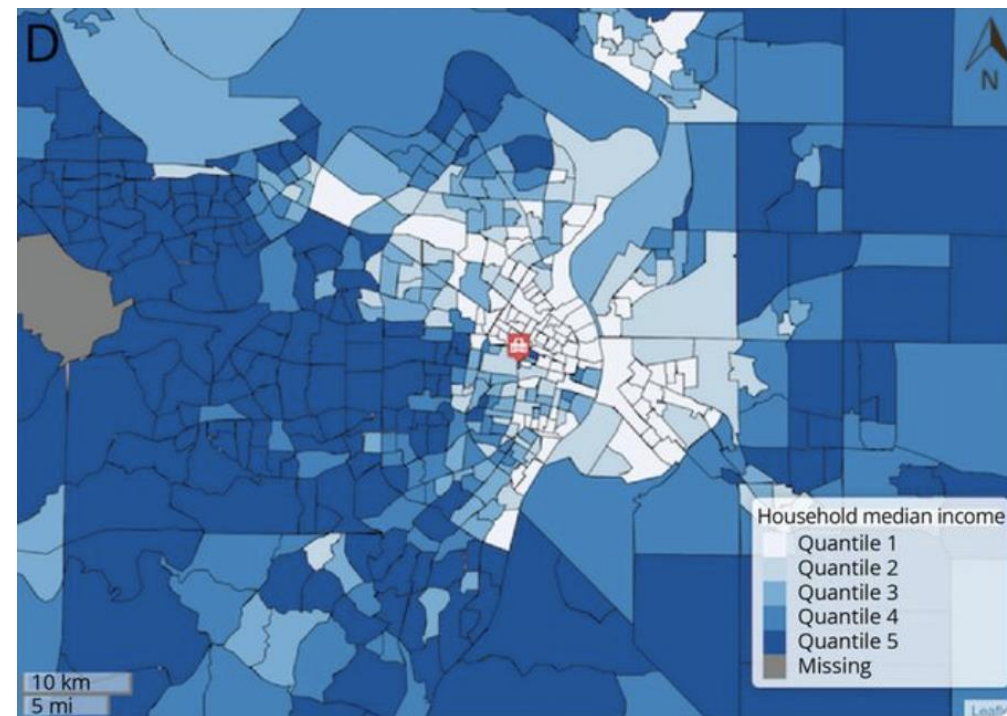 D
N
Household median income
Quantile 1
Quantile 2
Quantile 3
Quantile 4
Quantile 5
Missing
10 km
5 mi